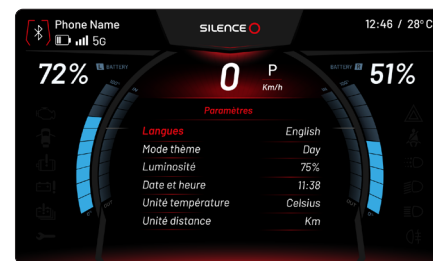 Phone Name
5G
SILENCE
12:46 / 28° C
72%
L BATTERY
0
P
Km/h
BATTERY R
51%
Paramètres
Langues English
Mode thème Day
Luminosité 75%
Date et heure 11:38
Unité température Celsius
Unité distance Km